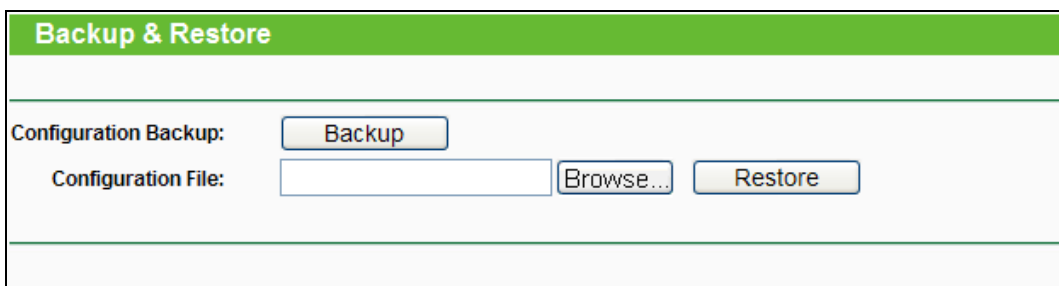 Backup & Restore
Configuration Backup: Backup
Configuration File: Browse... Restore